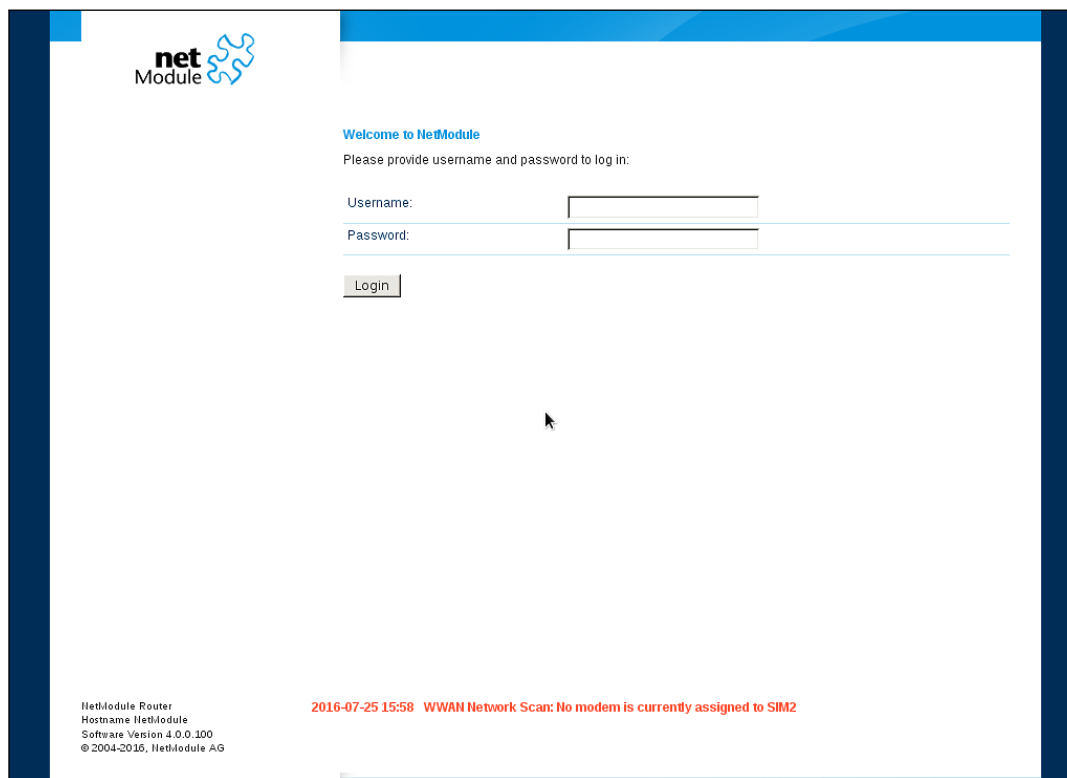 net
Module
Welcome to NetModule
Please provide username and password to log in:
Username:
Password:
Login
NetModule Router
Hostname NetModule
Software Version 4.0.0.100
© 2004-2016, NetModule AG
2016-07-25 15:58 WWAN Network Scan: No modem is currently assigned to SIM2